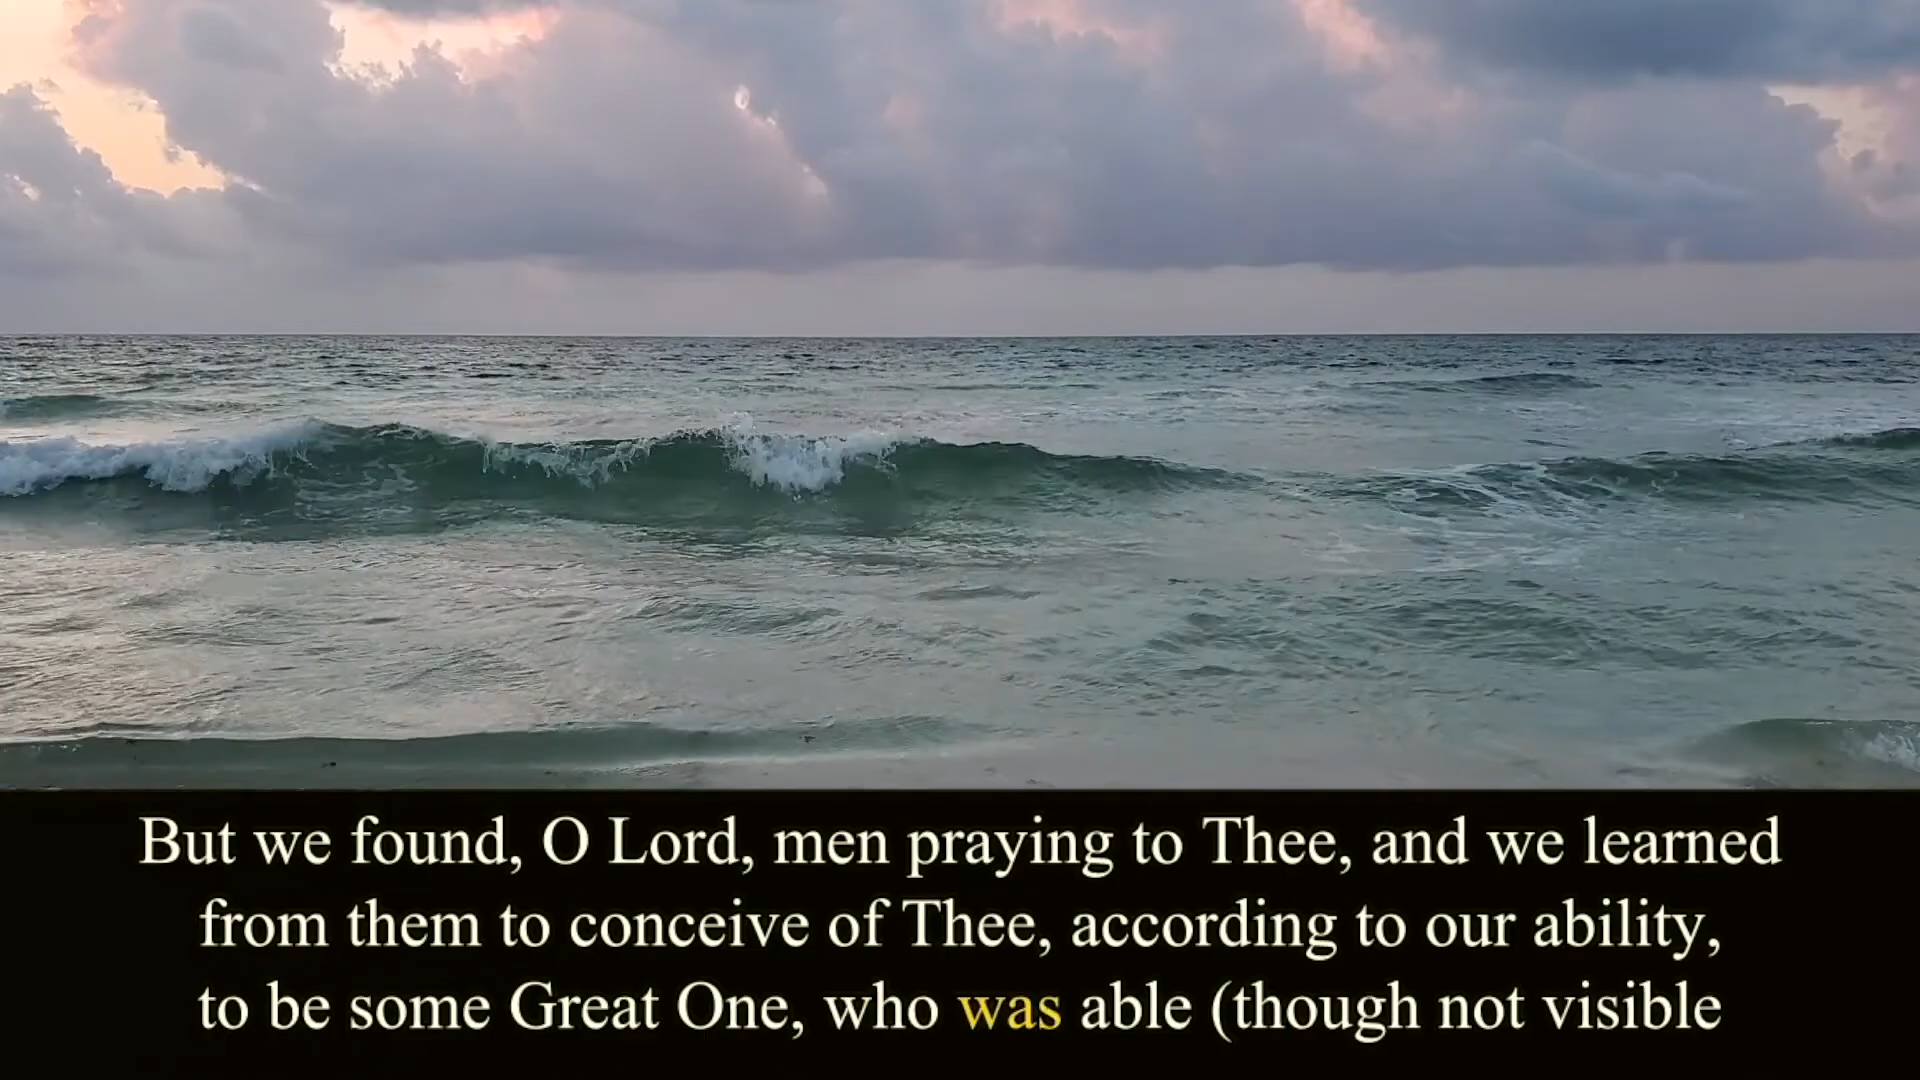 But we found, O Lord, men praying to Thee, and we learned
from them to conceive of Thee, according to our ability,
to be some Great One, who was able (though not visible